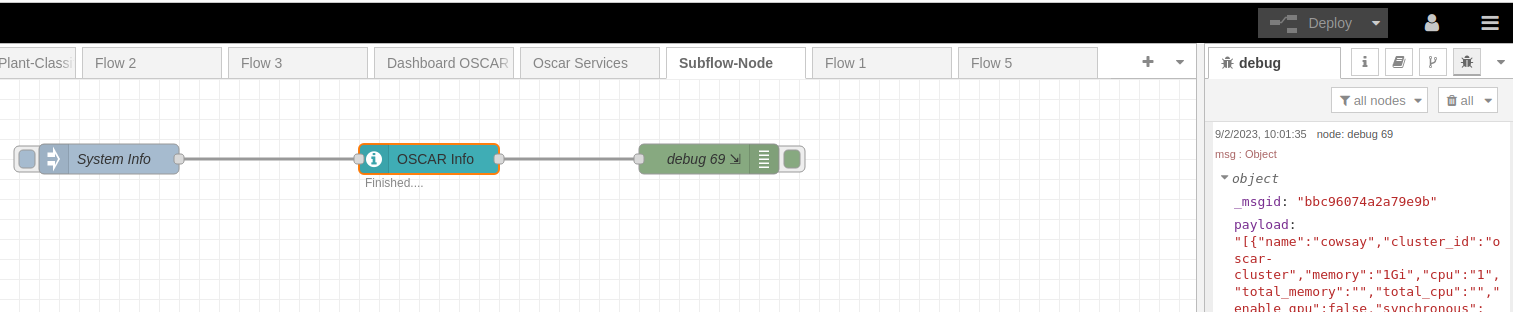 Deploy
Plant-Classi
Flow 2
Flow 3
Dashboard OSCAR
Oscar Services
Subflow-Node
Flow 1
Flow 5
debug
all nodes
all
9/2/2023, 10:01:35 node: debug 69
msg : Object
object
_msgid: "bbc96074a2a79e9b"
payload:
"[{"name":"cowsay","cluster_id":"o
scar-
cluster","memory":"1Gi","cpu":"1",
"total_memory":"","total_cpu":"","
enable_gpu":false,"synchronous":
System Info
OSCAR Info
debug 69
Finished....